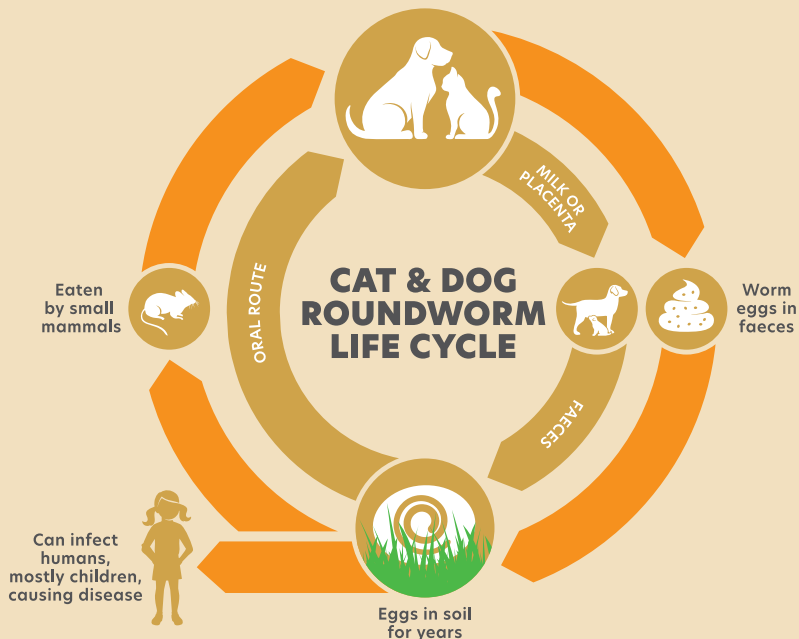 MILK OR
PLACENTA
CAT & DOG
ROUNDWORM
LIFE CYCLE
ORAL ROUTE
Eaten
by small
mammals
Worm
eggs in
faeces
FAECES
Can infect
humans,
mostly children,
causing disease
Eggs in soil
for years